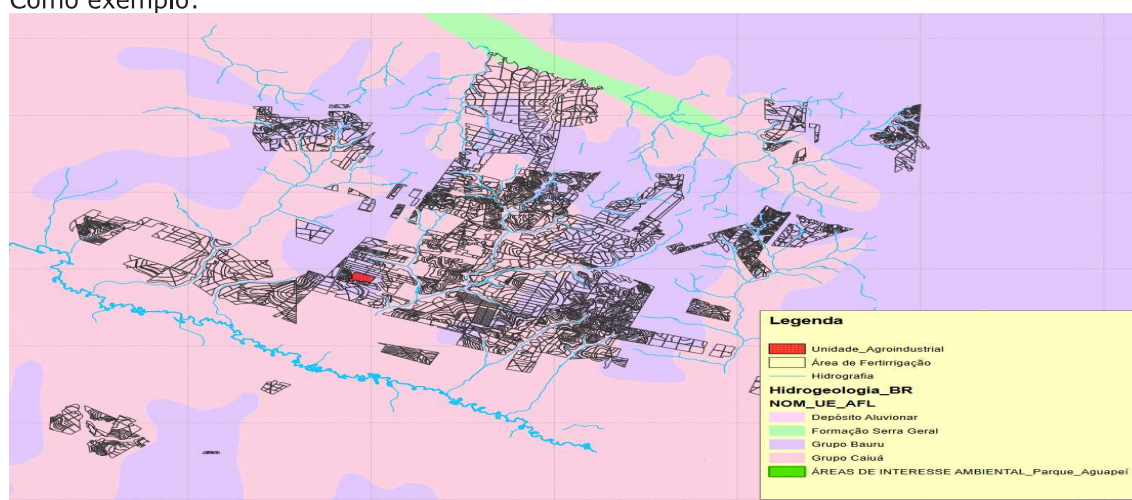 Como exemplo:
Legenda
Unidade_Agroindustrial
Área de Fertirrigação
Hidrografia
Hidrogeologia_BR
NOM_UE_AFL
Depósito Aluvionar
Formação Serra Geral
Grupo Bauru
Grupo Caiuá
ÁREAS DE INTERESSE AMBIENTAL_Parque_Aguapeí